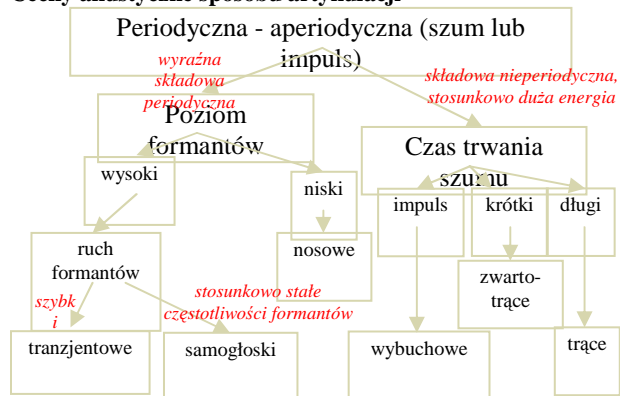 Periodyczna - aperiodyczna (szum lub
impuls)
wyraźna
składowa
periodyczna
składowa nieperiodyczna,
stosunkowo duża energia
Poziom
formantów
Czas trwania
szumu
wysoki
niski
impuls
krótki
długi
ruch
formantów
nosowe
zwarto-
trące
szybk
i
stosunkowo stałe
częstotliwości formantów
tranzjentowe
samogłoski
wybuchowe
trące